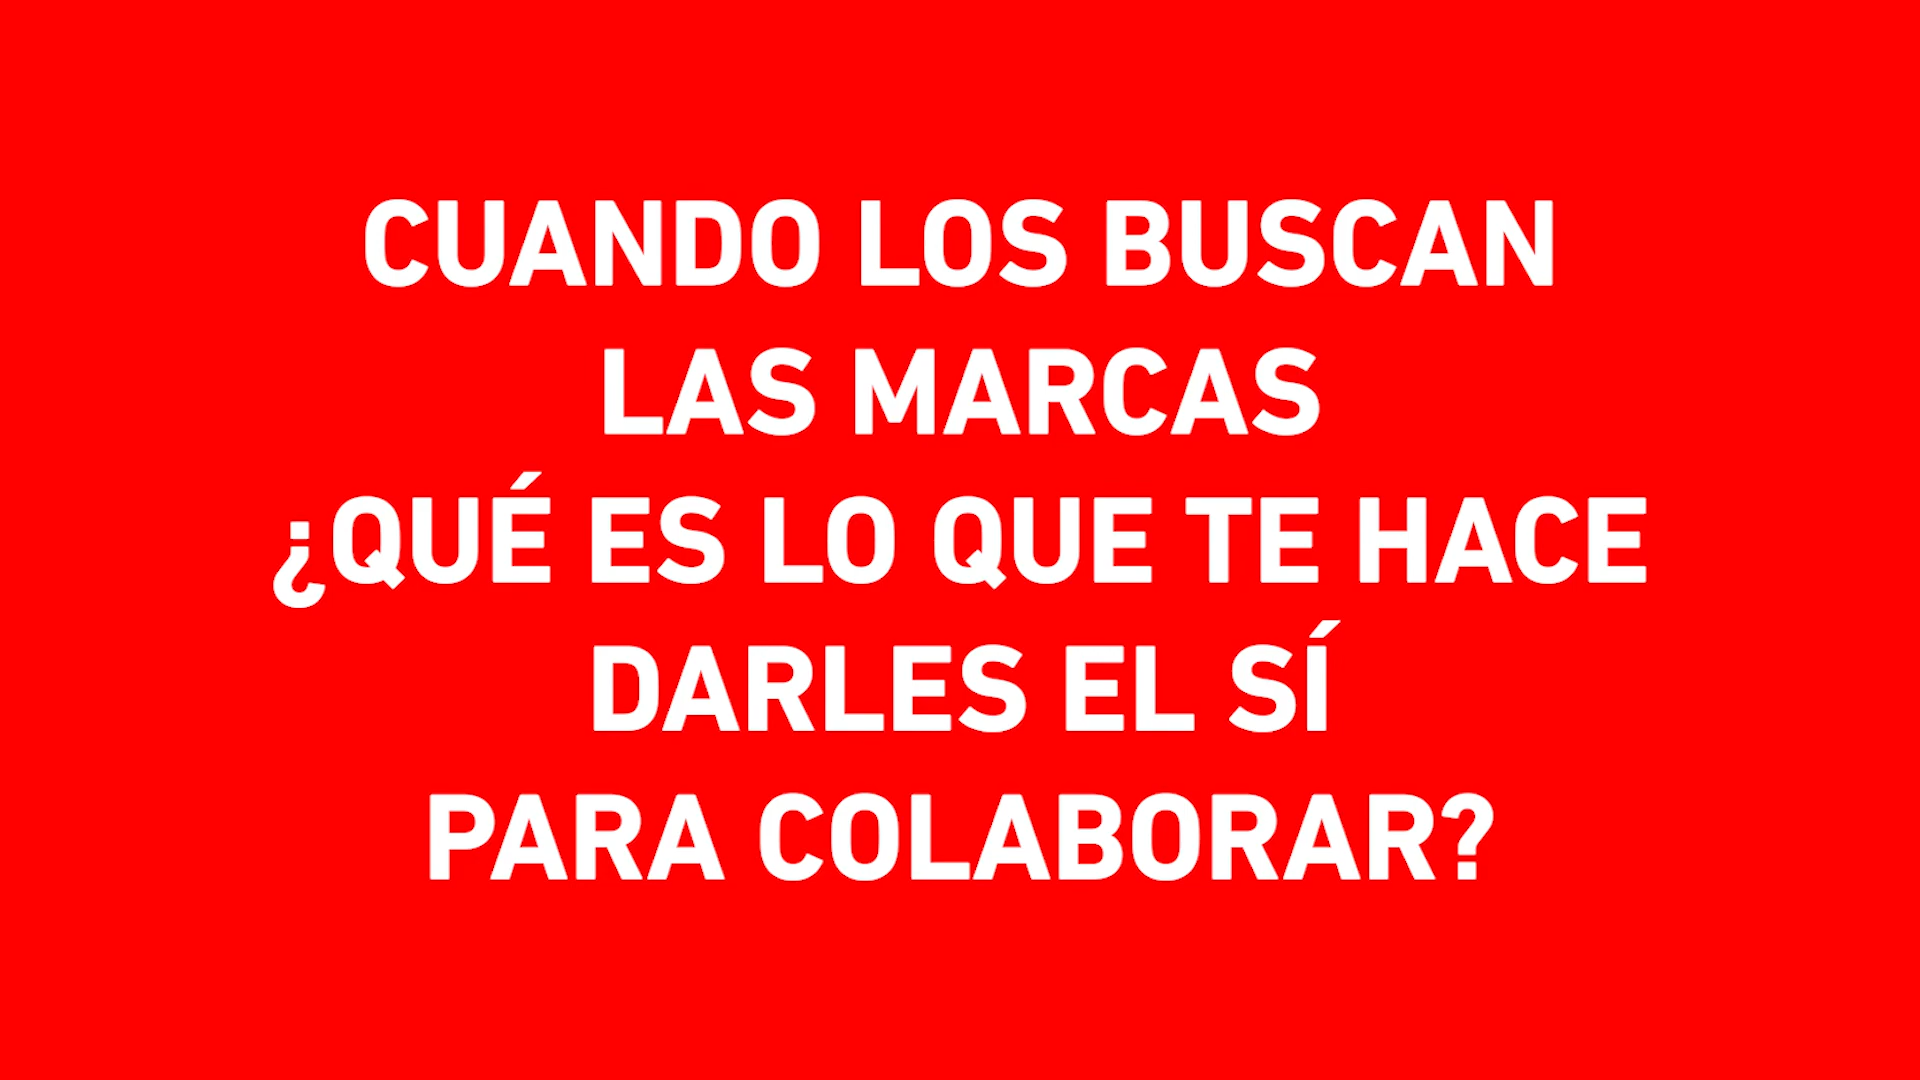 CUANDO LOS BUSCAN
LAS MARCAS
¿QUÉ ES LO QUE TE HACE
DARLES EL SÍ
PARA COLABORAR?